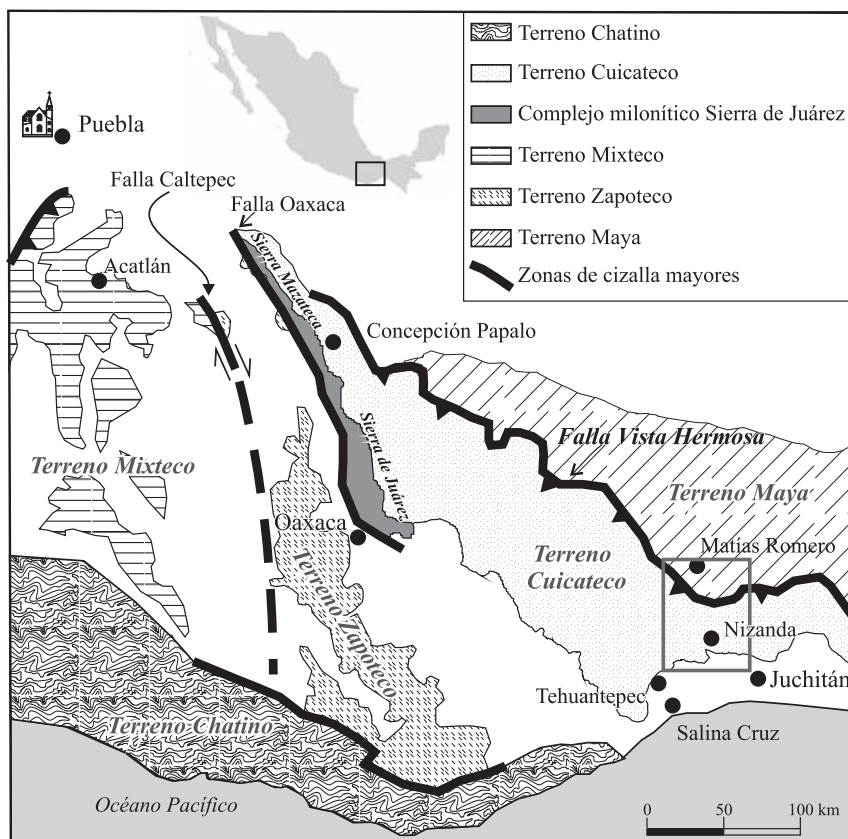 Terreno Chatino
Terreno Cuicateco
Complejo milonítico Sierra de Juárez
Terreno Mixteco
Terreno Zapoteco
Terreno Maya
Zonas de cizalla mayores
Puebla
Falla Caltepec
Falla Oaxaca
Acatlán
Sierra Mazateca
Concepción Papalo
Falla Vista Hermosa
Terreno Mixteco
Sierra de Juárez
Terreno Maya
Oaxaca
Terreno
Cuicateco
Matías Romero
Terreno Zapoteco
Nizanda
Tehuantepec
Juchitán
Terreno Chatino
Salina Cruz
Océano Pacífico
0 50 100 km